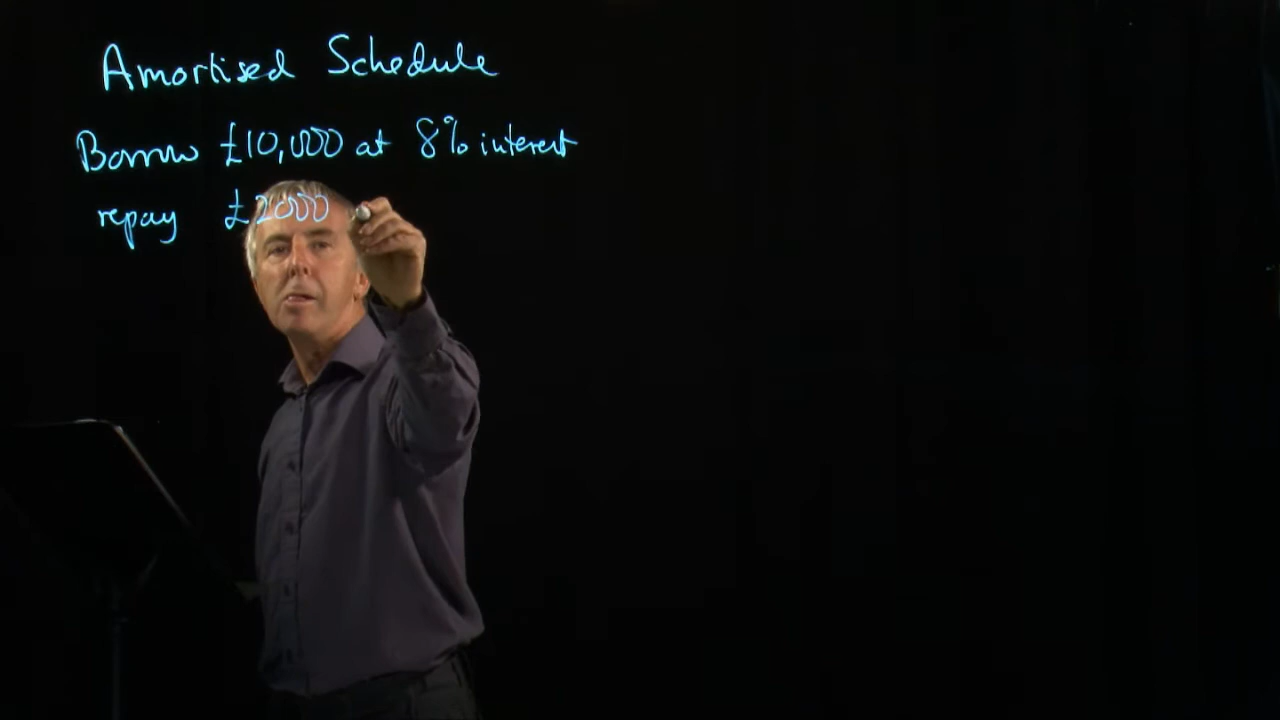 Amortised Schedule
Borrow £10,000 at 8% interest
repay £2000